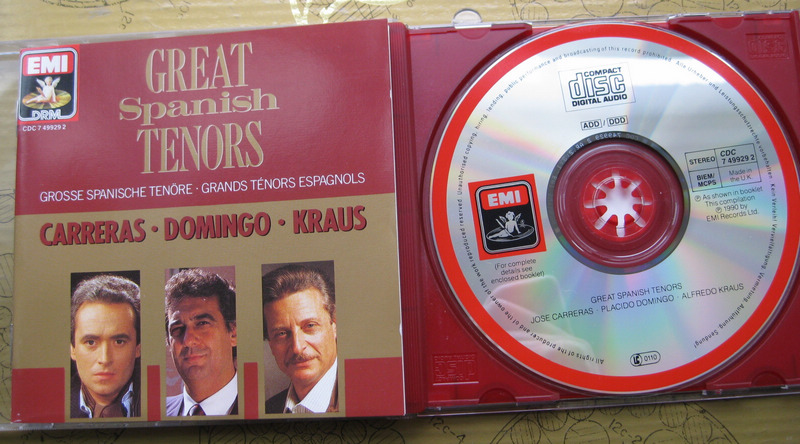 EMI
DRM
CDC 7 49929 2
GREAT
Spanish
TENORS
GROSSE SPANISCHE TENÖRE · GRANDS TÉNORS ESPAGNOLS
CARRERAS · DOMINGO · KRAUS
COMPACT
disc
DIGITAL AUDIO
ADD / DDD
STEREO
CDC
7 49929 2
BIEM/
MCPS
Made in
the U.K.
℗ As shown in booklet
This compilation
℗ 1990 by
EMI Records Ltd.
EMI
(For complete
details see
enclosed booklet)
GREAT SPANISH TENORS
JOSE CARRERAS · PLACIDO DOMINGO · ALFREDO KRAUS
LC 0110
All rights of the producer and of the owner of the work reproduced reserved. Unauthorised copying, hiring, lending, public performance and broadcasting of this record prohibited.